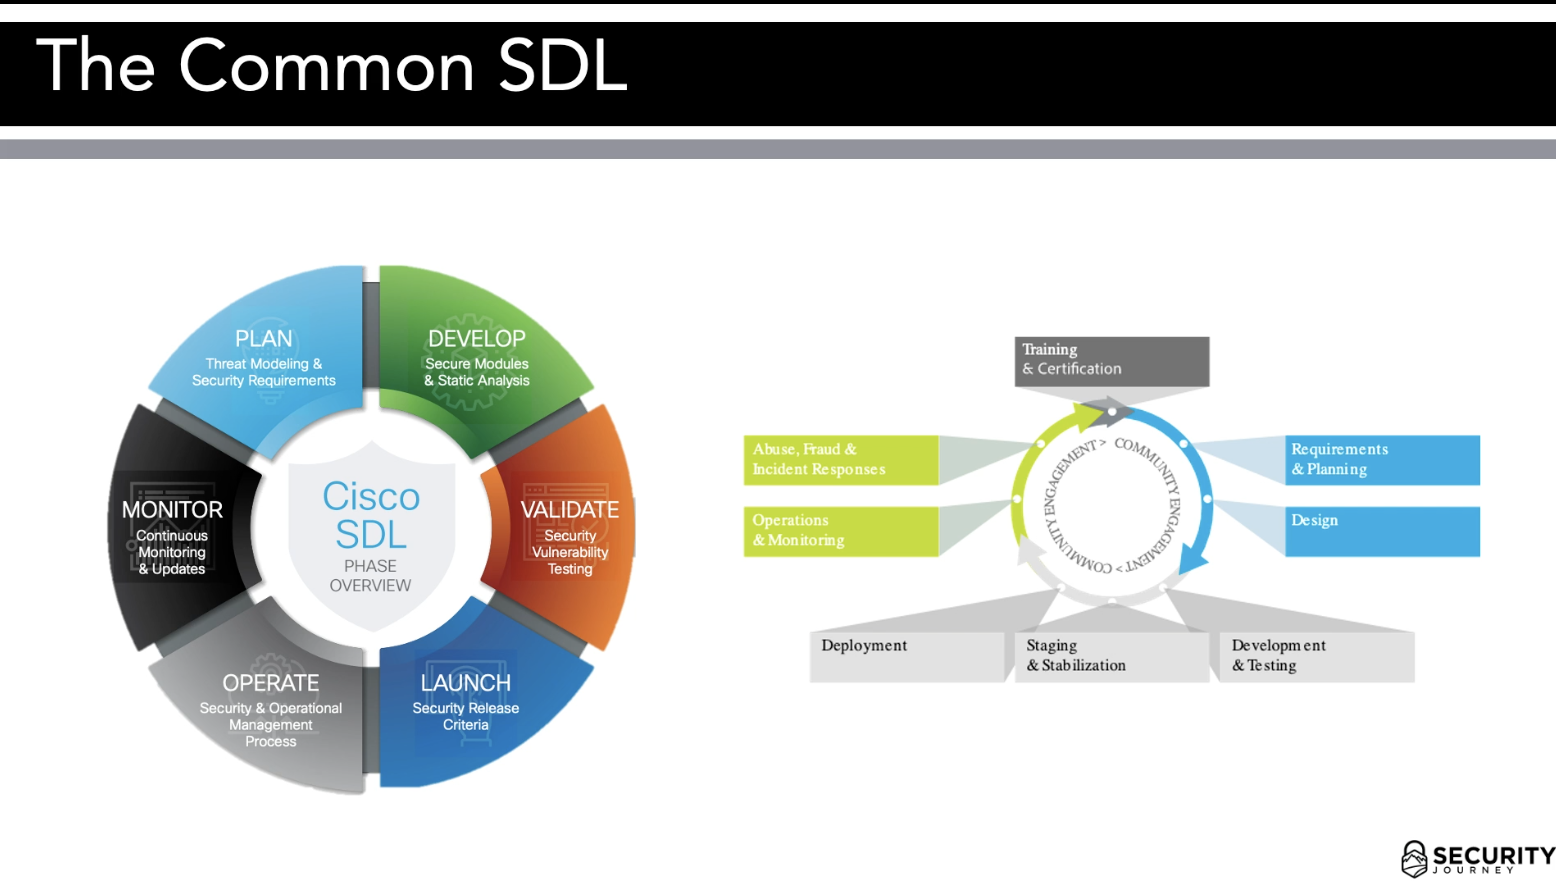 The Common SDL
PLAN
Threat Modeling &
Security Requirements
DEVELOP
Secure Modules
& Static Analysis
VALIDATE
Security
Vulnerability
Testing
LAUNCH
Security Release
Criteria
OPERATE
Security & Operational
Management
Process
MONITOR
Continuous
Monitoring
& Updates
Cisco
SDL
PHASE
OVERVIEW
Training
& Certification
Requirements
& Planning
Design
Development
& Testing
Staging
& Stabilization
Deployment
Operations
& Monitoring
Abuse, Fraud &
Incident Responses
COMMUNITY ENGAGEMENT > COMMUNITY ENGAGEMENT >
SECURITY
JOURNEY